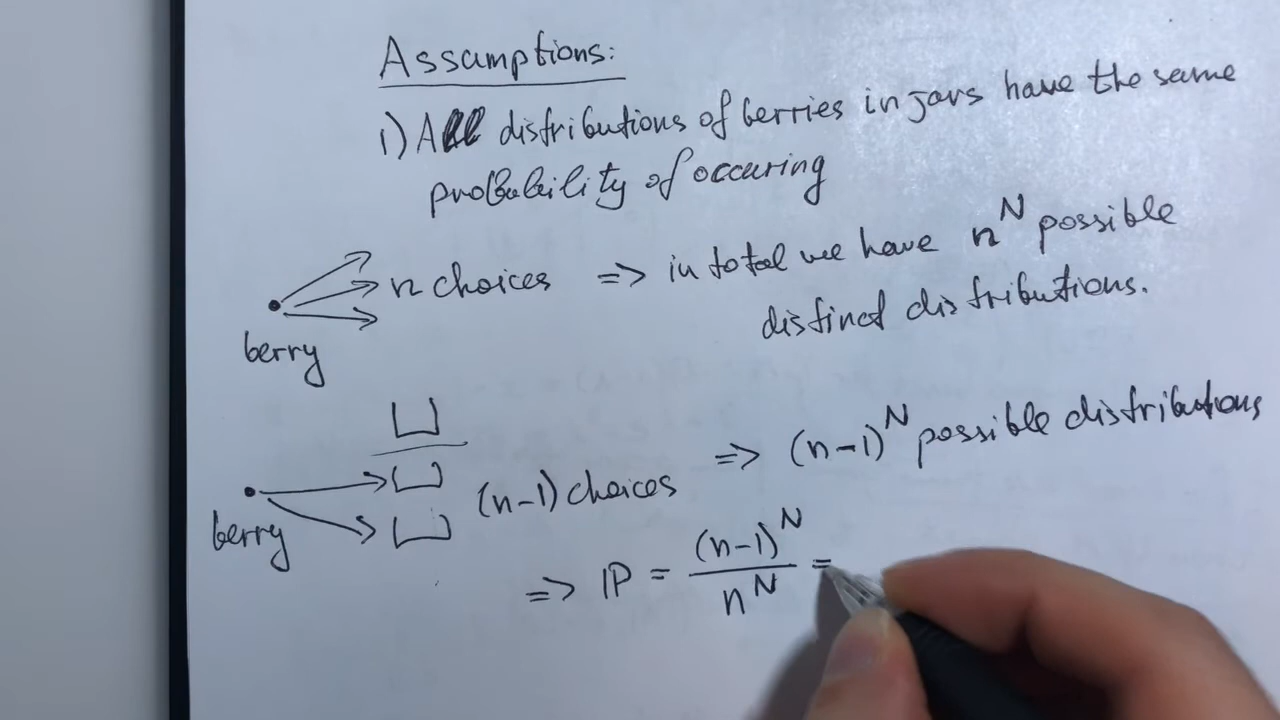 Assumptions:
1) All distributions of berries in jars have the same
probability of occuring
n choices => in total we have n^N possible
distinct distributions.
berry
(n-1) choices => (n-1)^N possible distributions
berry
=> IP = (n-1)^N / n^N =